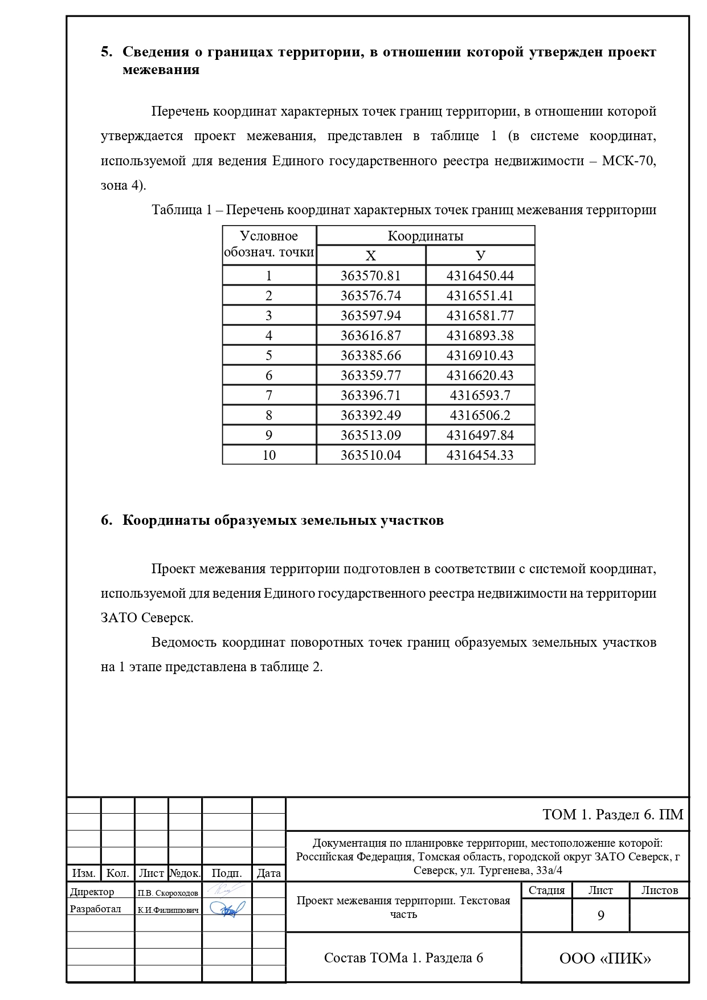 5. Сведения о границах территории, в отношении которой утвержден проект
межевания
Перечень координат характерных точек границ территории, в отношении которой
утверждается проект межевания, представлен в таблице 1 (в системе координат,
используемой для ведения Единого государственного реестра недвижимости – МСК-70,
зона 4).
Таблица 1 – Перечень координат характерных точек границ межевания территории
Условное Координаты
обознач. точки X У
1 363570.81 4316450.44
2 363576.74 4316551.41
3 363597.94 4316581.77
4 363616.87 4316893.38
5 363385.66 4316910.43
6 363359.77 4316620.43
7 363396.71 4316593.7
8 363392.49 4316506.2
9 363513.09 4316497.84
10 363510.04 4316454.33
6. Координаты образуемых земельных участков
Проект межевания территории подготовлен в соответствии с системой координат,
используемой для ведения Единого государственного реестра недвижимости на территории
ЗАТО Северск.
Ведомость координат поворотных точек границ образуемых земельных участков
на 1 этапе представлена в таблице 2.
ТОМ 1. Раздел 6. ПМ
Документация по планировке территории, местоположение которой:
Российская Федерация, Томская область, городской округ ЗАТО Северск, г
Северск, ул. Тургенева, 33а/4
Изм. Кол. Лист №док. Подп. Дата
Директор П.В. Скороходов
Разработал К.И.Филиппович
Проект межевания территории. Текстовая
часть
Стадия Лист Листов
9
Состав ТОМа 1. Раздела 6
ООО «ПИК»